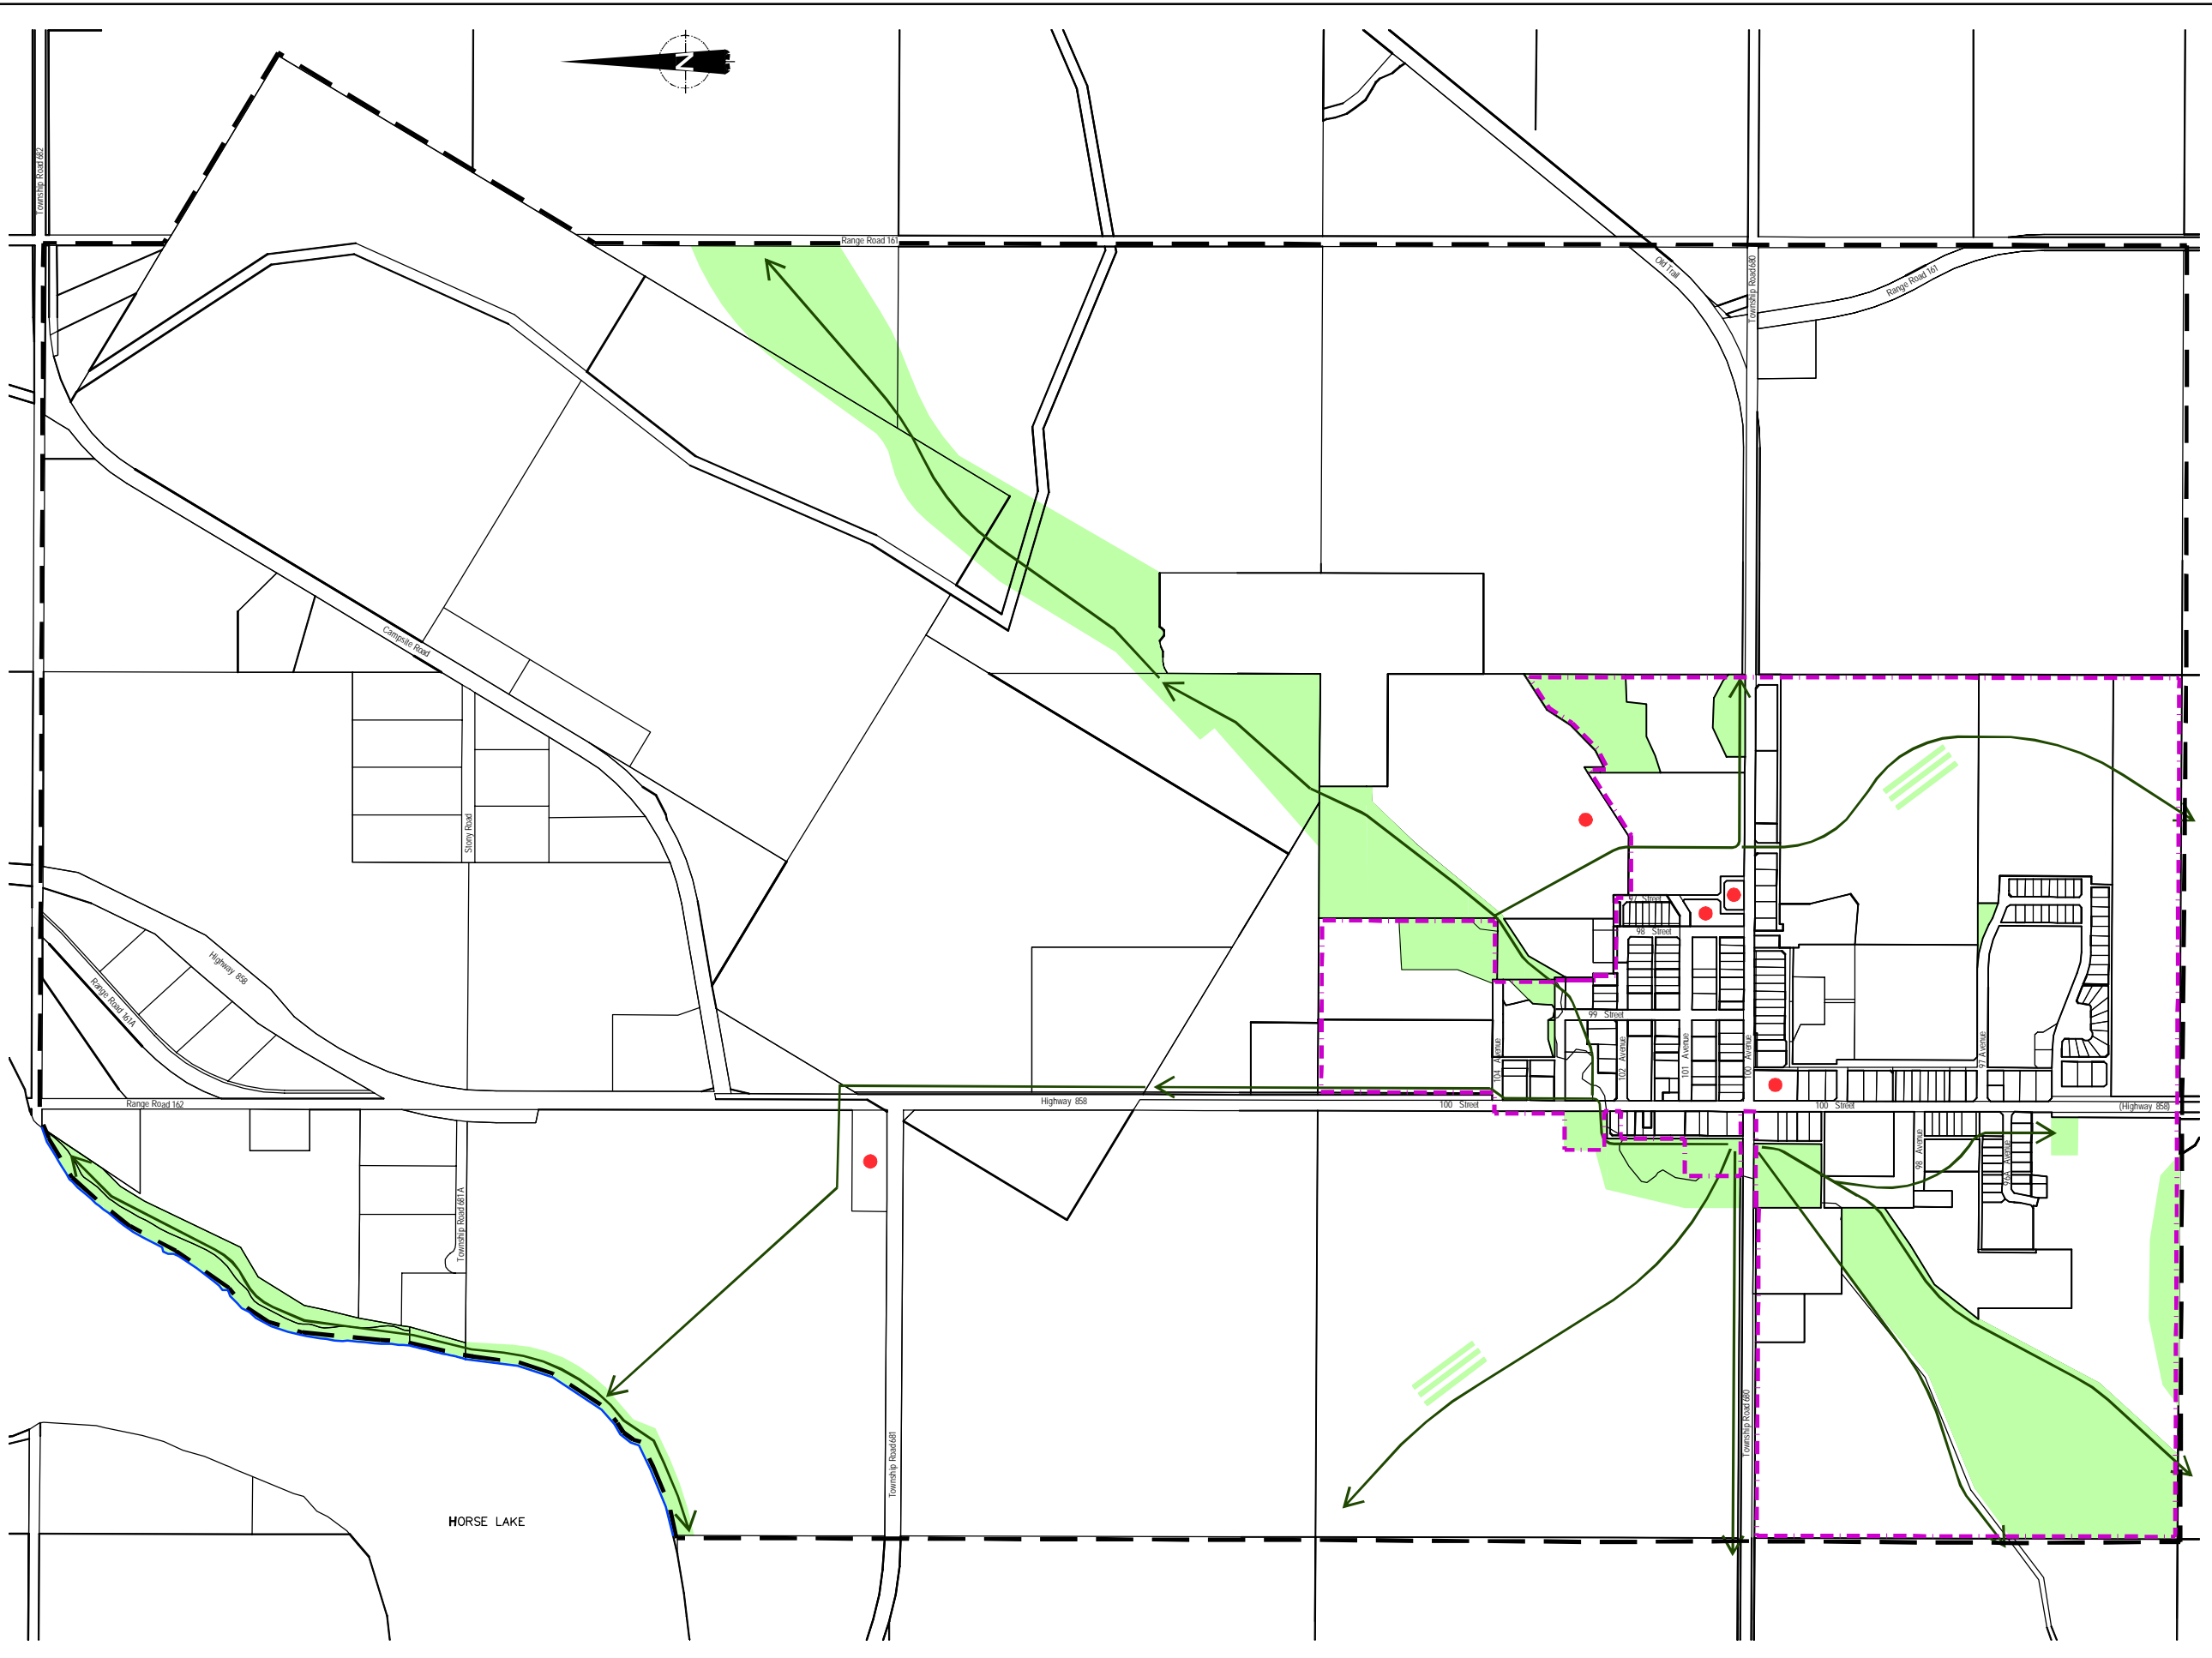 N
Township Road 682
Range Road 161
Old Trail
Township Road 680
Range Road 161
Campsite Road
Stony Road
Highway 858
Range Road 161A
97 Street
98 Street
99 Street
104 Avenue
102 Avenue
101 Avenue
100 Avenue
97 Avenue
Range Road 162
Highway 858
100 Street
100 Street
(Highway 858)
98 Avenue
96A Avenue
Township Road 681A
Township Road 681
Township Road 680
HORSE LAKE